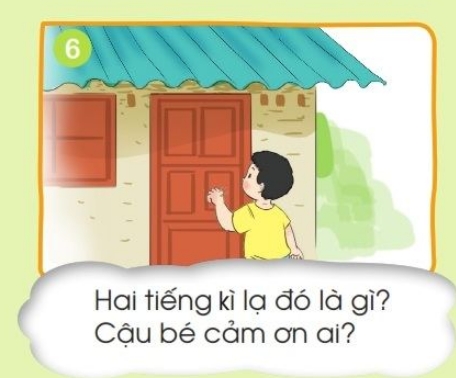 6
Hai tiếng kì lạ đó là gì?
Cậu bé cảm ơn ai?